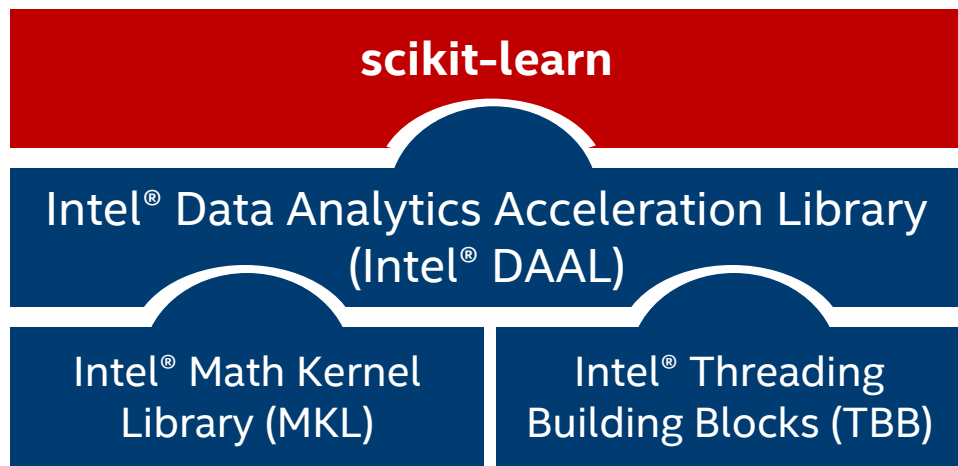 scikit-learn
Intel® Data Analytics Acceleration Library
(Intel® DAAL)
Intel® Math Kernel
Library (MKL)
Intel® Threading
Building Blocks (TBB)